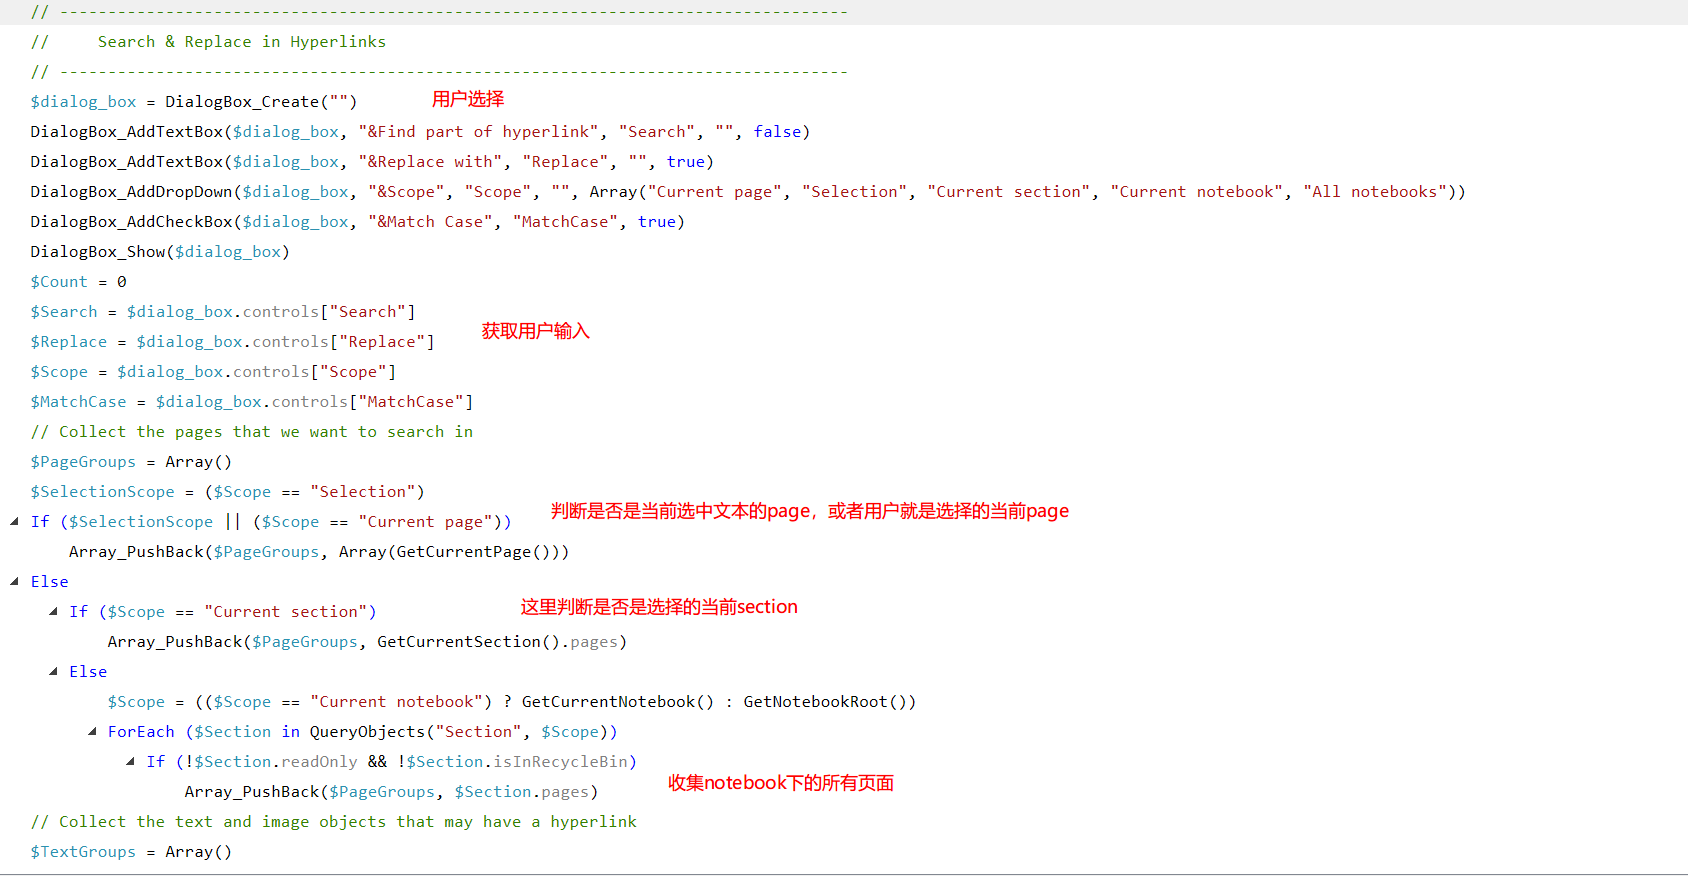 // ----------------------------------------------------------------------------------
//     Search & Replace in Hyperlinks
// ----------------------------------------------------------------------------------
$dialog_box = DialogBox_Create("") 用户选择
DialogBox_AddTextBox($dialog_box, "&Find part of hyperlink", "Search", "", false)
DialogBox_AddTextBox($dialog_box, "&Replace with", "Replace", "", true)
DialogBox_AddDropDown($dialog_box, "&Scope", "Scope", "", Array("Current page", "Selection", "Current section", "Current notebook", "All notebooks"))
DialogBox_AddCheckBox($dialog_box, "&Match Case", "MatchCase", true)
DialogBox_Show($dialog_box)
$Count = 0
$Search = $dialog_box.controls["Search"]
获取用户输入
$Replace = $dialog_box.controls["Replace"]
$Scope = $dialog_box.controls["Scope"]
$MatchCase = $dialog_box.controls["MatchCase"]
// Collect the pages that we want to search in
$PageGroups = Array()
$SelectionScope = ($Scope == "Selection")
If ($SelectionScope || ($Scope == "Current page")) 判断是否是当前选中文本的page，或者用户就是选择的当前page
Array_PushBack($PageGroups, Array(GetCurrentPage()))
Else
If ($Scope == "Current section") 这里判断是否是选择的当前section
Array_PushBack($PageGroups, GetCurrentSection().pages)
Else
$Scope = (($Scope == "Current notebook") ? GetCurrentNotebook() : GetNotebookRoot())
ForEach ($Section in QueryObjects("Section", $Scope))
If (!$Section.readOnly && !$Section.isInRecycleBin)
收集notebook下的所有页面
Array_PushBack($PageGroups, $Section.pages)
// Collect the text and image objects that may have a hyperlink
$TextGroups = Array()